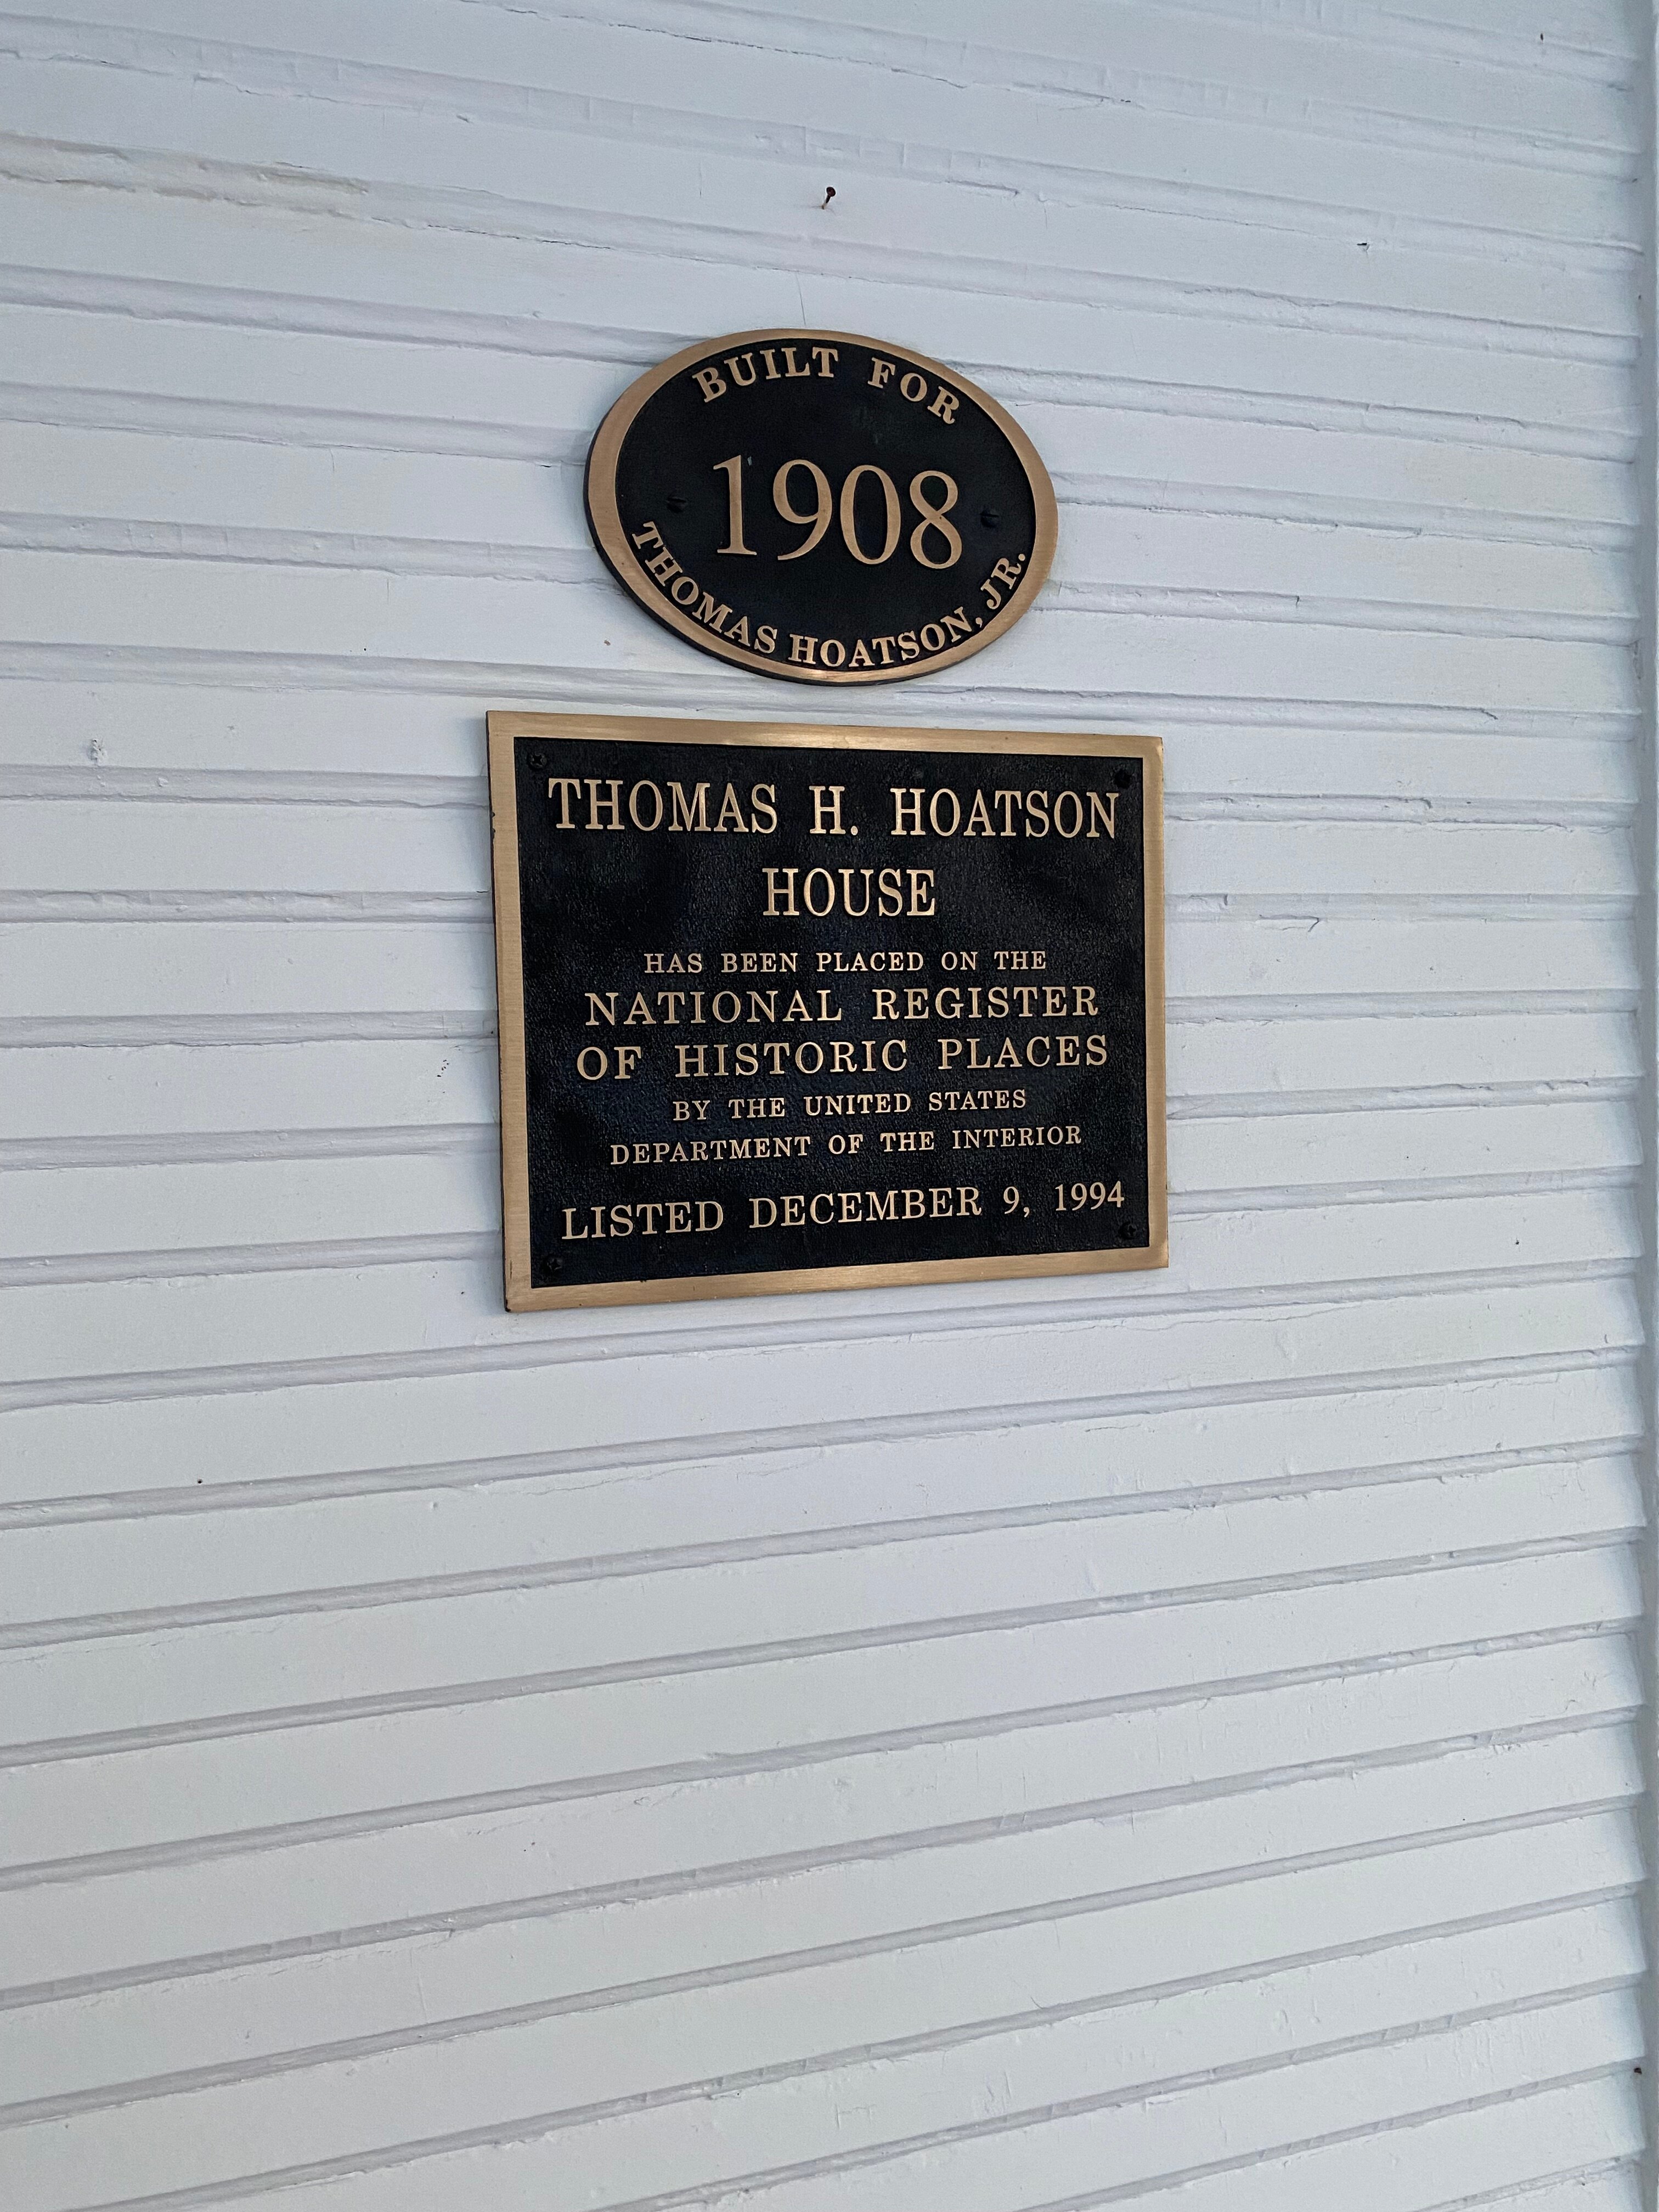 BUILT FOR
1908
THOMAS HOATSON, JR.
THOMAS H. HOATSON
HOUSE
HAS BEEN PLACED ON THE
NATIONAL REGISTER
OF HISTORIC PLACES
BY THE UNITED STATES
DEPARTMENT OF THE INTERIOR
LISTED DECEMBER 9, 1994